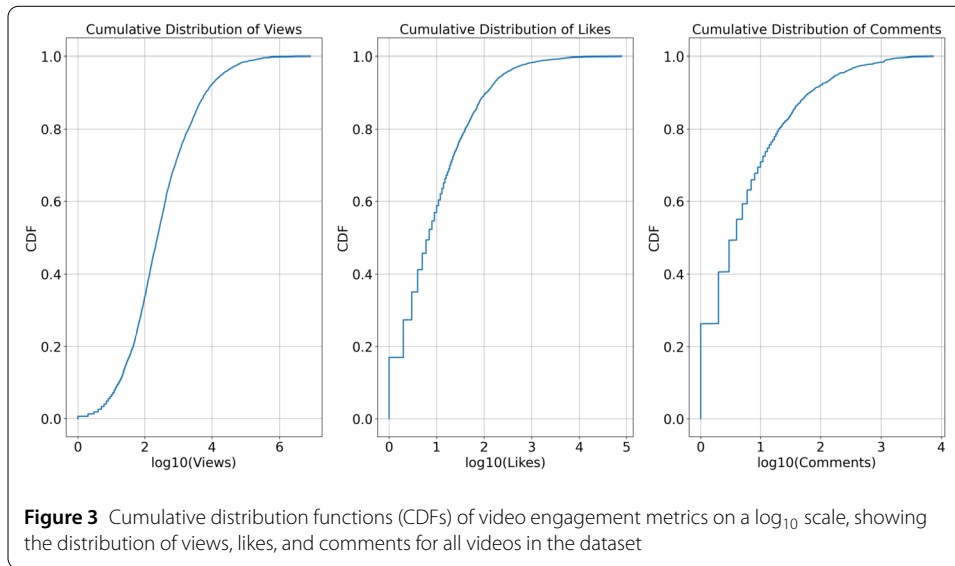 Cumulative Distribution of Views
1.0
0.8
0.6
0.4
0.2
0.0
CDF
0 2 4 6
log10(Views)
Cumulative Distribution of Likes
1.0
0.8
0.6
0.4
0.2
0.0
CDF
0 1 2 3 4 5
log10(Likes)
Cumulative Distribution of Comments
1.0
0.8
0.6
0.4
0.2
0.0
CDF
0 1 2 3 4
log10(Comments)
Figure 3 Cumulative distribution functions (CDFs) of video engagement metrics on a log₁₀ scale, showing
the distribution of views, likes, and comments for all videos in the dataset